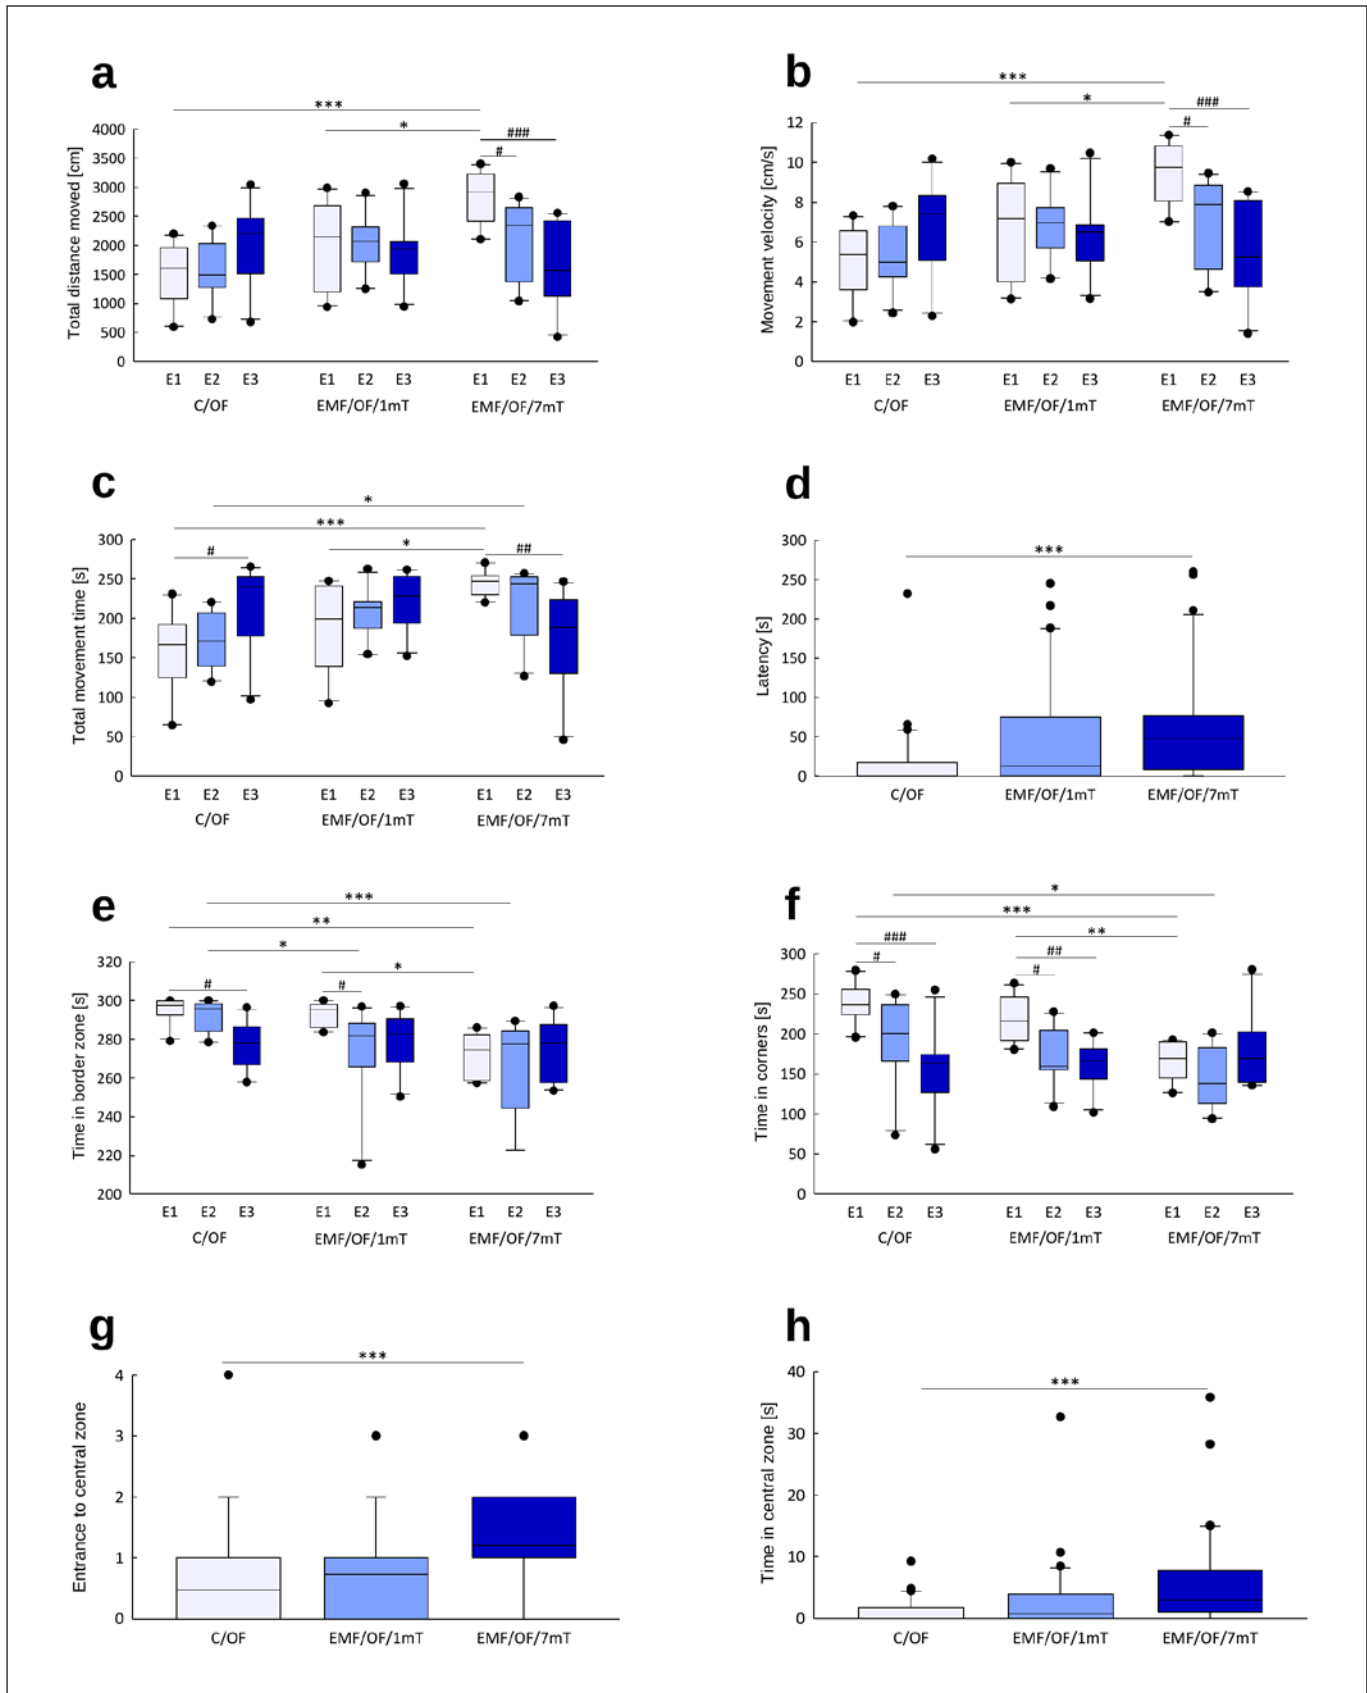 a
***
*
###
#
Total distance moved [cm]
4000
3500
3000
2500
2000
1500
1000
500
0
E1 E2 E3 E1 E2 E3 E1 E2 E3
C/OF EMF/OF/1mT EMF/OF/7mT
b
***
*
###
#
Movement velocity [cm/s]
12
10
8
6
4
2
0
E1 E2 E3 E1 E2 E3 E1 E2 E3
C/OF EMF/OF/1mT EMF/OF/7mT
c
*
***
*
# ##
Total movement time [s]
300
250
200
150
100
50
0
E1 E2 E3 E1 E2 E3 E1 E2 E3
C/OF EMF/OF/1mT EMF/OF/7mT
d
***
Latency [s]
300
250
200
150
100
50
0
C/OF EMF/OF/1mT EMF/OF/7mT
e
***
**
*
*
# #
Time in border zone [s]
320
300
280
260
240
220
200
E1 E2 E3 E1 E2 E3 E1 E2 E3
C/OF EMF/OF/1mT EMF/OF/7mT
f
*
***
**
### ##
# #
Time in corners [s]
300
250
200
150
100
50
0
E1 E2 E3 E1 E2 E3 E1 E2 E3
C/OF EMF/OF/1mT EMF/OF/7mT
g
***
Entrance to central zone
4
3
2
1
0
C/OF EMF/OF/1mT EMF/OF/7mT
h
***
Time in central zone [s]
40
30
20
10
0
C/OF EMF/OF/1mT EMF/OF/7mT